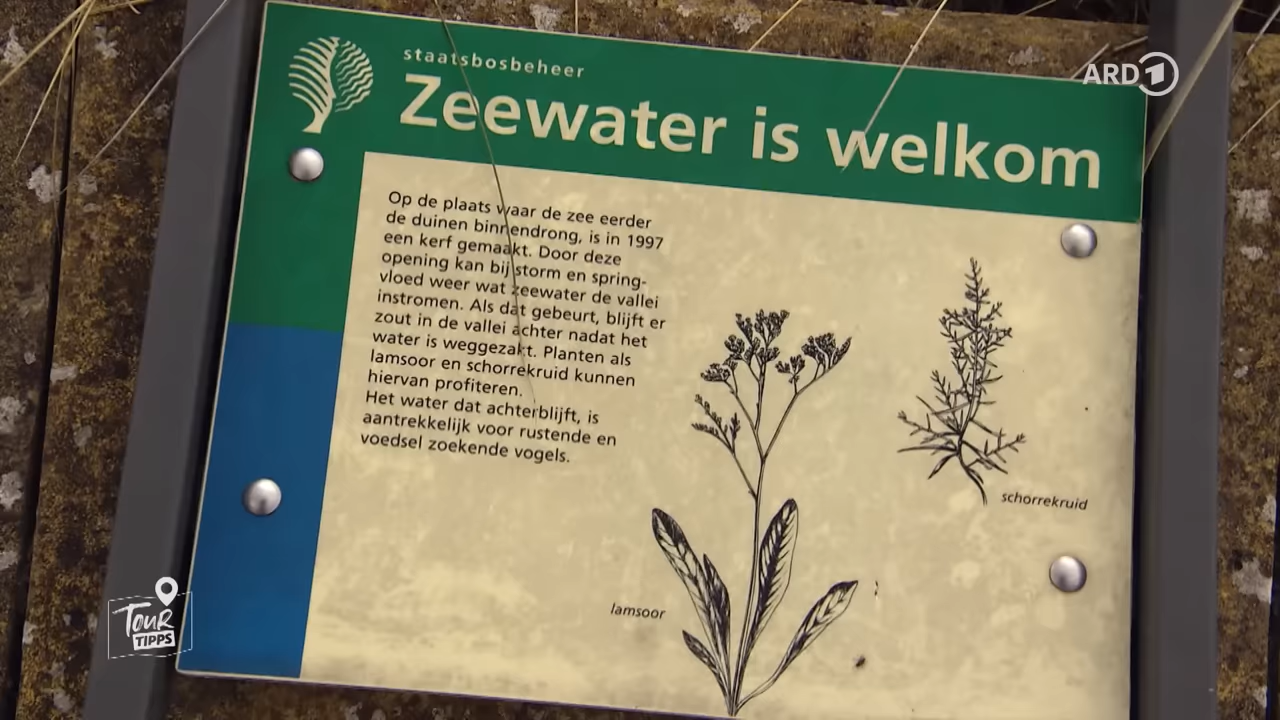 staatsbosbeheer
Zeewater is welkom
ARD 1
Op de plaats waar de zee eerder
de duinen binnendrong, is in 1997
een kerf gemaakt. Door deze
opening kan bij storm en spring-
vloed weer wat zeewater de vallei
instromen. Als dat gebeurt, blijft er
zout in de vallei achter nadat het
water is weggezakt. Planten als
lamsoor en schorrekruid kunnen
hiervan profiteren.
Het water dat achterblijft, is
aantrekkelijk voor rustende en
voedsel zoekende vogels.
schorrekruid
lamsoor
TOUR
TIPPS